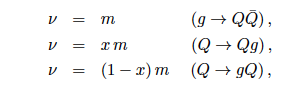 ν = m (g → QQ̄) ,
ν = x m (Q → Qg) ,
ν = (1 − x) m (Q → gQ) ,